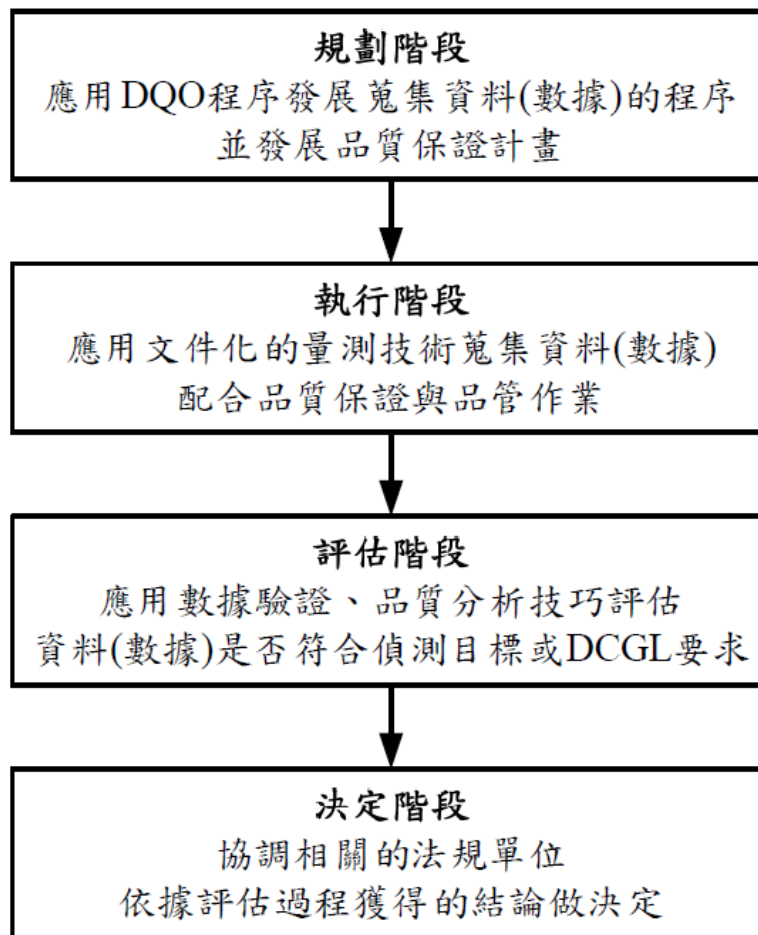 規劃階段
應用DQO程序發展蒐集資料(數據)的程序
並發展品質保證計畫
執行階段
應用文件化的量測技術蒐集資料(數據)
配合品質保證與品管作業
評估階段
應用數據驗證、品質分析技巧評估
資料(數據)是否符合偵測目標或DCGL要求
決定階段
協調相關的法規單位
依據評估過程獲得的結論做決定